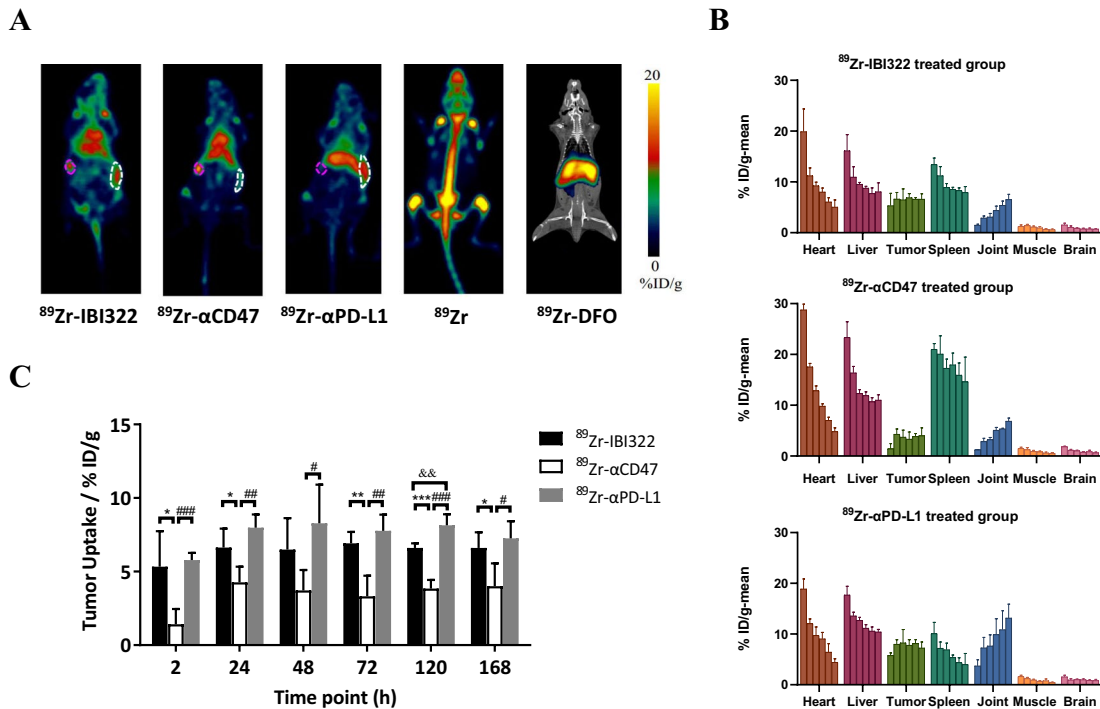 A
20
0
%ID/g
⁸⁹Zr-IBI322 ⁸⁹Zr-αCD47 ⁸⁹Zr-αPD-L1 ⁸⁹Zr ⁸⁹Zr-DFO
B
⁸⁹Zr-IBI322 treated group
% ID/g-mean
30
20
10
0
Heart Liver Tumor Spleen Joint Muscle Brain
⁸⁹Zr-αCD47 treated group
% ID/g-mean
30
20
10
0
Heart Liver Tumor Spleen Joint Muscle Brain
⁸⁹Zr-αPD-L1 treated group
% ID/g-mean
30
20
10
0
Heart Liver Tumor Spleen Joint Muscle Brain
C
Tumor Uptake / % ID/g
15
10
5
0
* ###
* ##
#
** ##
&&
*** ###
* #
2 24 48 72 120 168
Time point (h)
⁸⁹Zr-IBI322
⁸⁹Zr-αCD47
⁸⁹Zr-αPD-L1